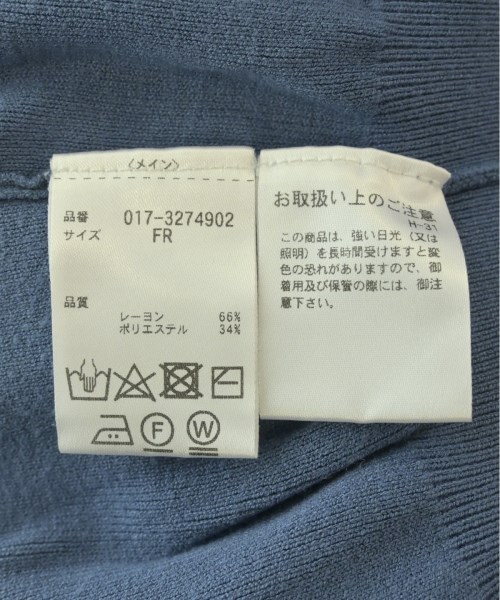 〈メイン〉
品番 017-3274902
サイズ FR
品質
レーヨン 66%
ポリエステル 34%
F W
お取扱い上のご注意
H-31
この商品は、強い日光(又は
照明)を長時間受けますと変
色の恐れがありますので、御
着用及び保管の際には、御注
意下さい。